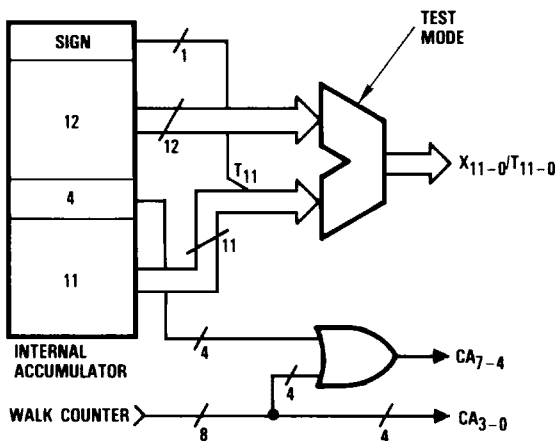 TEST
MODE
SIGN
1
12
12
X11-0/T11-0
T11
4
11
11
INTERNAL
ACCUMULATOR
4
CA7-4
4
WALK COUNTER
8
4
CA3-0